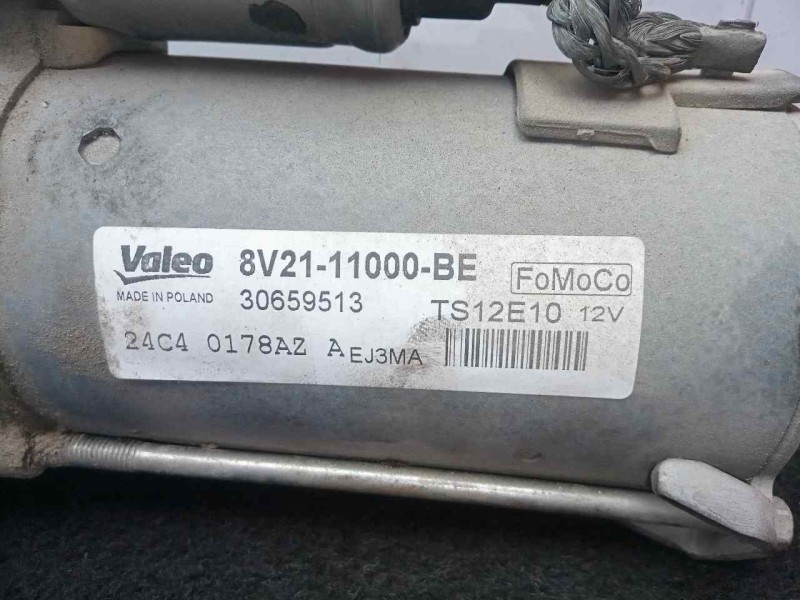 Valeo 8V21-11000-BE FoMoCo
MADE IN POLAND 30659513 TS12E10 12V
24C4 0178AZ A EJ3MA